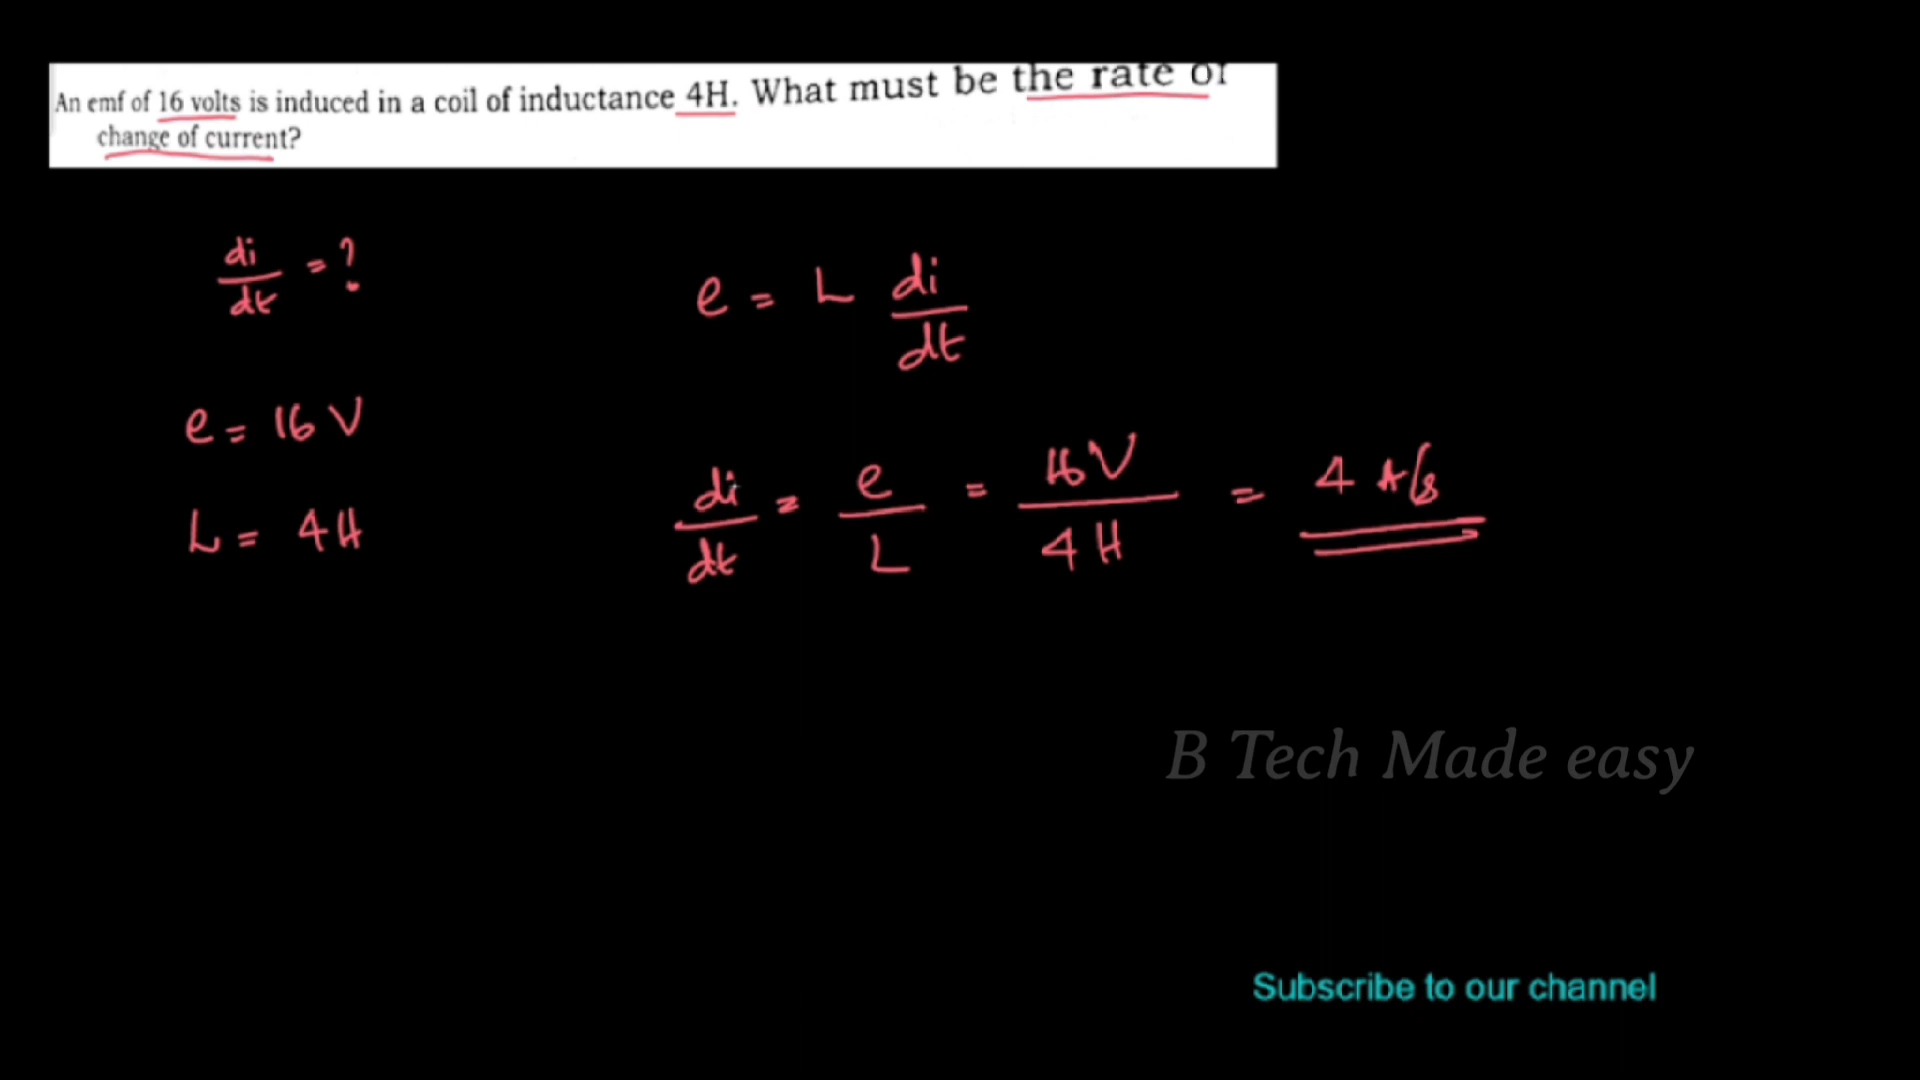 An emf of 16 volts is induced in a coil of inductance 4H. What must be the rate of
change of current?
di/dt = ?
e = L di/dt
e = 16 V
di/dt = e/L = 16V/4H = 4 A/s
L = 4H
B Tech Made easy
Subscribe to our channel